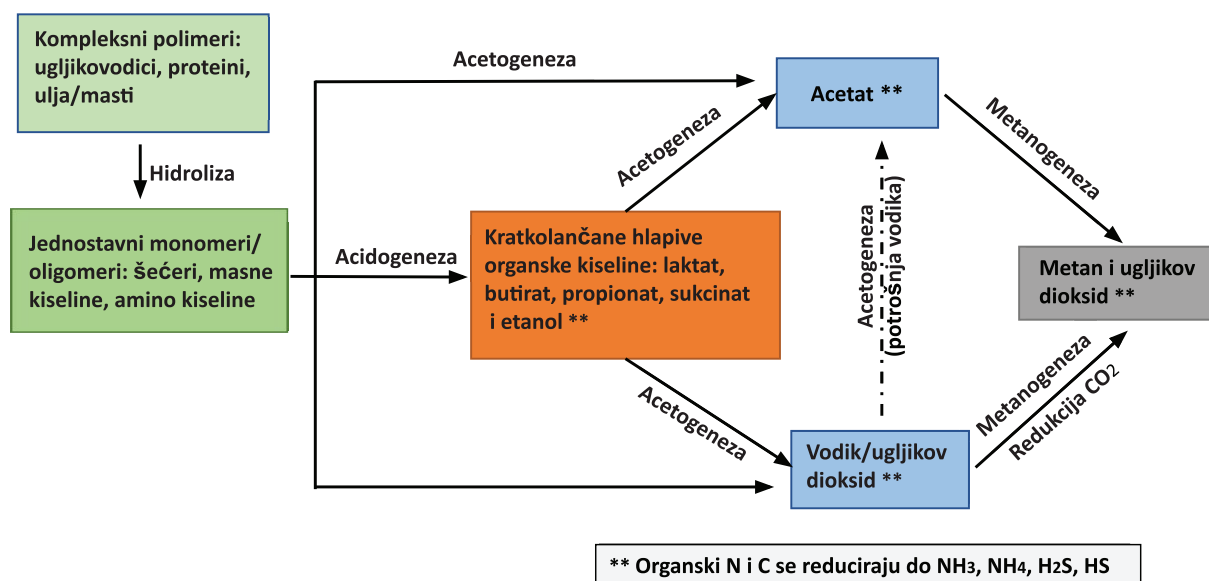 Kompleksni polimeri:
ugljikovodici, proteini,
ulja/masti
Hidroliza
Jednostavni monomeri/
oligomeri: šećeri, masne
kiseline, amino kiseline
Acetogeneza
Acidogeneza
Kratkolančane hlapive
organske kiseline: laktat,
butirat, propionat, sukcinat
i etanol **
Acetogeneza
Acetogeneza
Acetat **
Acetogeneza
(potrošnja vodika)
Vodik/ugljikov
dioksid **
Metanogeneza
Metanogeneza
Redukcija CO2
Metan i ugljikov
dioksid **
** Organski N i C se reduciraju do NH3, NH4, H2S, HS